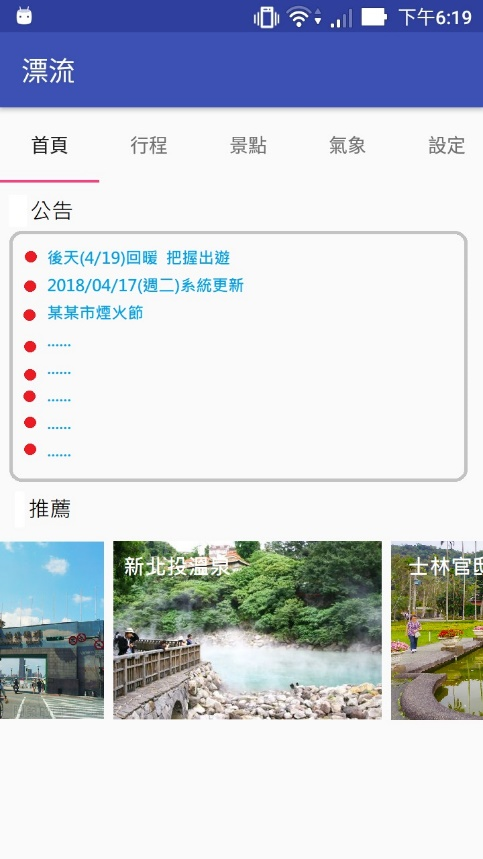 下午6:19
漂流
首頁 行程 景點 氣象 設定
公告
後天(4/19)回暖 把握出遊
2018/04/17(週二)系統更新
某某市煙火節
......
......
......
......
......
推薦
新北投溫泉
士林官邸